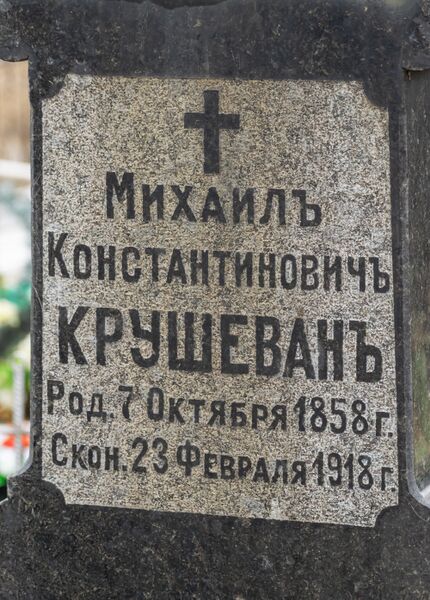 Михаилъ
Константиновичъ
Крушеванъ
Род. 7 Октября 1858 г.
Скон. 23 Февраля 1918 г.